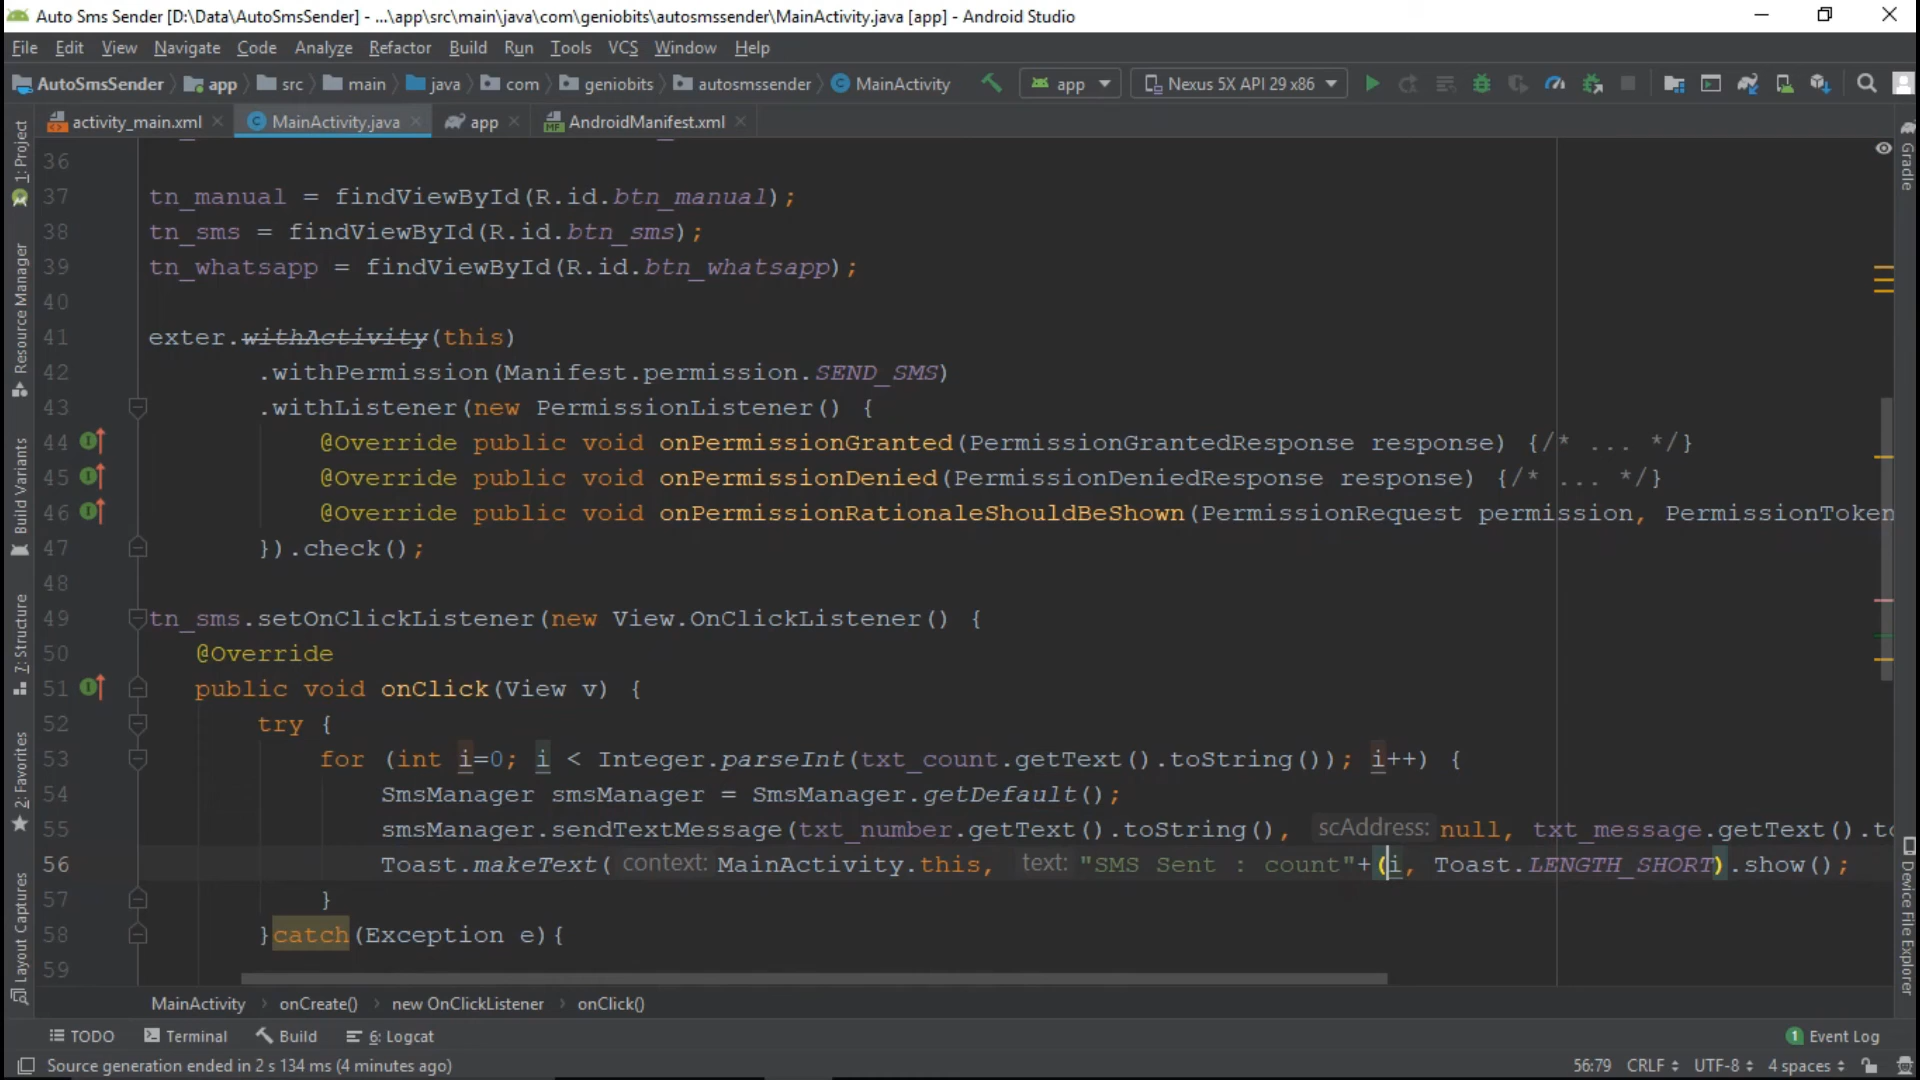 Auto Sms Sender [D:\Data\AutoSmsSender] - ...\app\src\main\java\com\geniobits\autosmssender\MainActivity.java [app] - Android Studio
File Edit View Navigate Code Analyze Refactor Build Run Tools VCS Window Help
AutoSmsSender app src main java com geniobits autosmssender MainActivity app Nexus 5X API 29 x86
activity_main.xml MainActivity.java app AndroidManifest.xml
36
37 tn_manual = findViewById(R.id.btn_manual);
38 tn_sms = findViewById(R.id.btn_sms);
39 tn_whatsapp = findViewById(R.id.btn_whatsapp);
40
41 exter.withActivity(this)
42 .withPermission(Manifest.permission.SEND_SMS)
43 .withListener(new PermissionListener() {
44 @Override public void onPermissionGranted(PermissionGrantedResponse response) {/* ... */}
45 @Override public void onPermissionDenied(PermissionDeniedResponse response) {/* ... */}
46 @Override public void onPermissionRationaleShouldBeShown(PermissionRequest permission, PermissionToken
47 }).check();
48
49 tn_sms.setOnClickListener(new View.OnClickListener() {
50 @Override
51 public void onClick(View v) {
52 try {
53 for (int i=0; i < Integer.parseInt(txt_count.getText().toString()); i++) {
54 SmsManager smsManager = SmsManager.getDefault();
55 smsManager.sendTextMessage(txt_number.getText().toString(), scAddress: null, txt_message.getText().to
56 Toast.makeText( context: MainActivity.this, text: "SMS Sent : count"+(i, Toast.LENGTH_SHORT).show();
57 }
58 }catch(Exception e){
59
MainActivity onCreate() new OnClickListener onClick()
TODO Terminal Build 6: Logcat 1 Event Log
Source generation ended in 2 s 134 ms (4 minutes ago) 56:79 CRLF UTF-8 4 spaces
1: Project
Resource Manager
Build Variants
7: Structure
2: Favorites
Layout Captures
Gradle
Device File Explorer